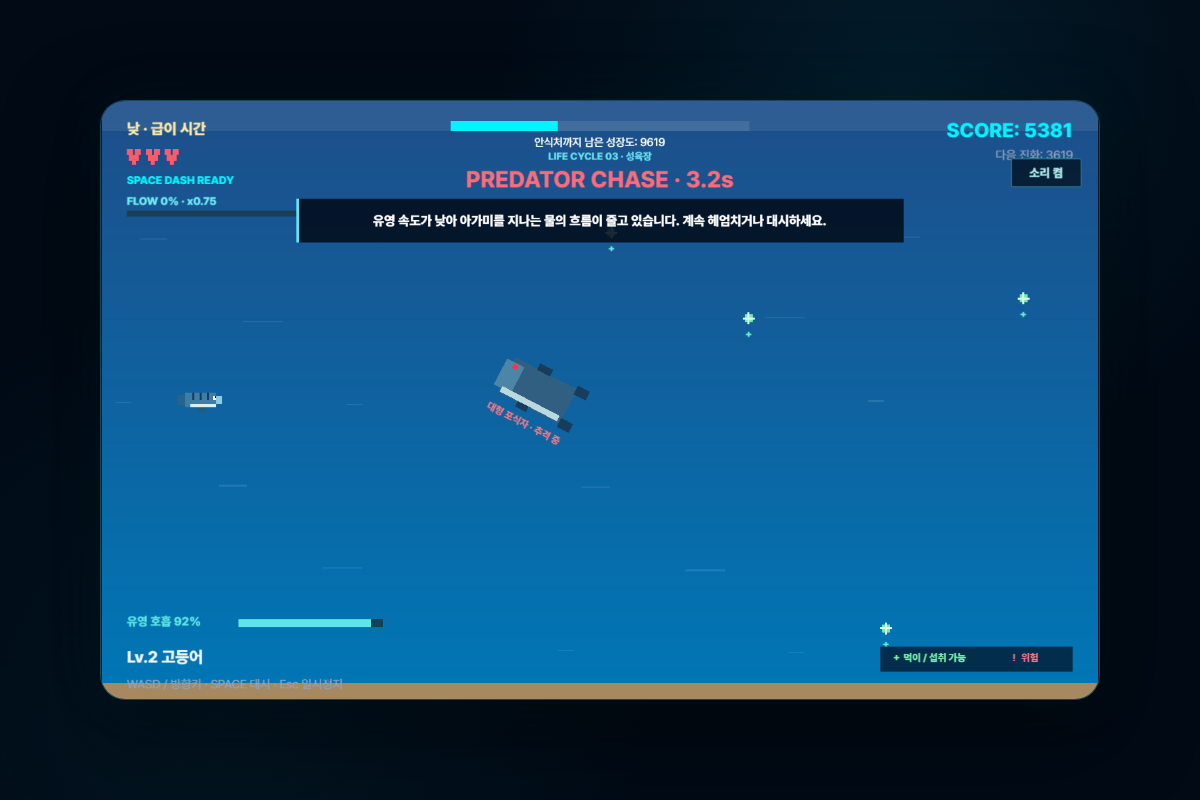 낮 · 급이 시간
SPACE DASH READY
FLOW 0% · x0.75
안식처까지 남은 성장도: 9619
LIFE CYCLE 03 · 성육장
PREDATOR CHASE · 3.2s
SCORE: 5381
다음 진화: 3619
소리 켬
유영 속도가 낮아 아가미를 지나는 물의 흐름이 줄고 있습니다. 계속 헤엄치거나 대시하세요.
대형 포식자 · 추격 중
유영 호흡 92%
Lv.2 고등어
WASD / 방향키 · SPACE 대시 · Esc 일시정지
+ 먹이 / 섭취 가능
! 위험